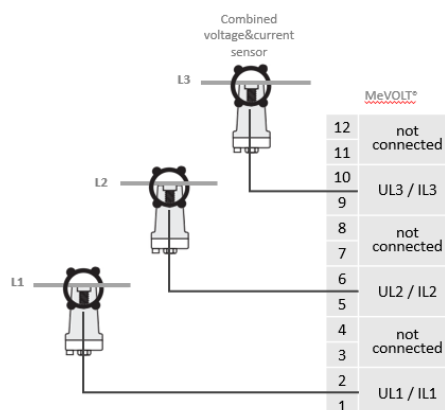 Combined
voltage&current
sensor
L3
MeVOLT®
12
not
connected
11
10
UL3 / IL3
9
L2
8
not
connected
7
6
UL2 / IL2
5
L1
4
not
connected
3
2
UL1 / IL1
1